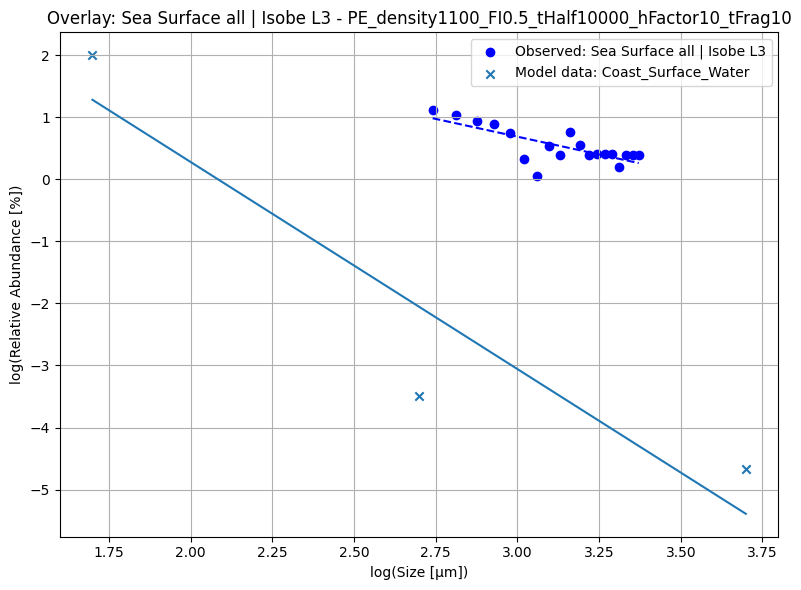 Overlay: Sea Surface all | Isobe L3 - PE_density1100_FI0.5_tHalf10000_hFactor10_tFrag10
Observed: Sea Surface all | Isobe L3
Model data: Coast_Surface_Water
2
1
0
−1
−2
−3
−4
−5
log(Relative Abundance [%])
1.75 2.00 2.25 2.50 2.75 3.00 3.25 3.50 3.75
log(Size [µm])